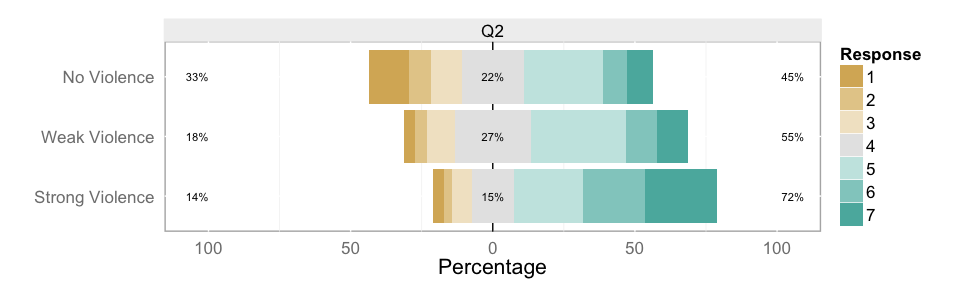 Q2
No Violence 33% 22% 45%
Weak Violence 18% 27% 55%
Strong Violence 14% 15% 72%
100 50 0 50 100
Percentage
Response
1
2
3
4
5
6
7